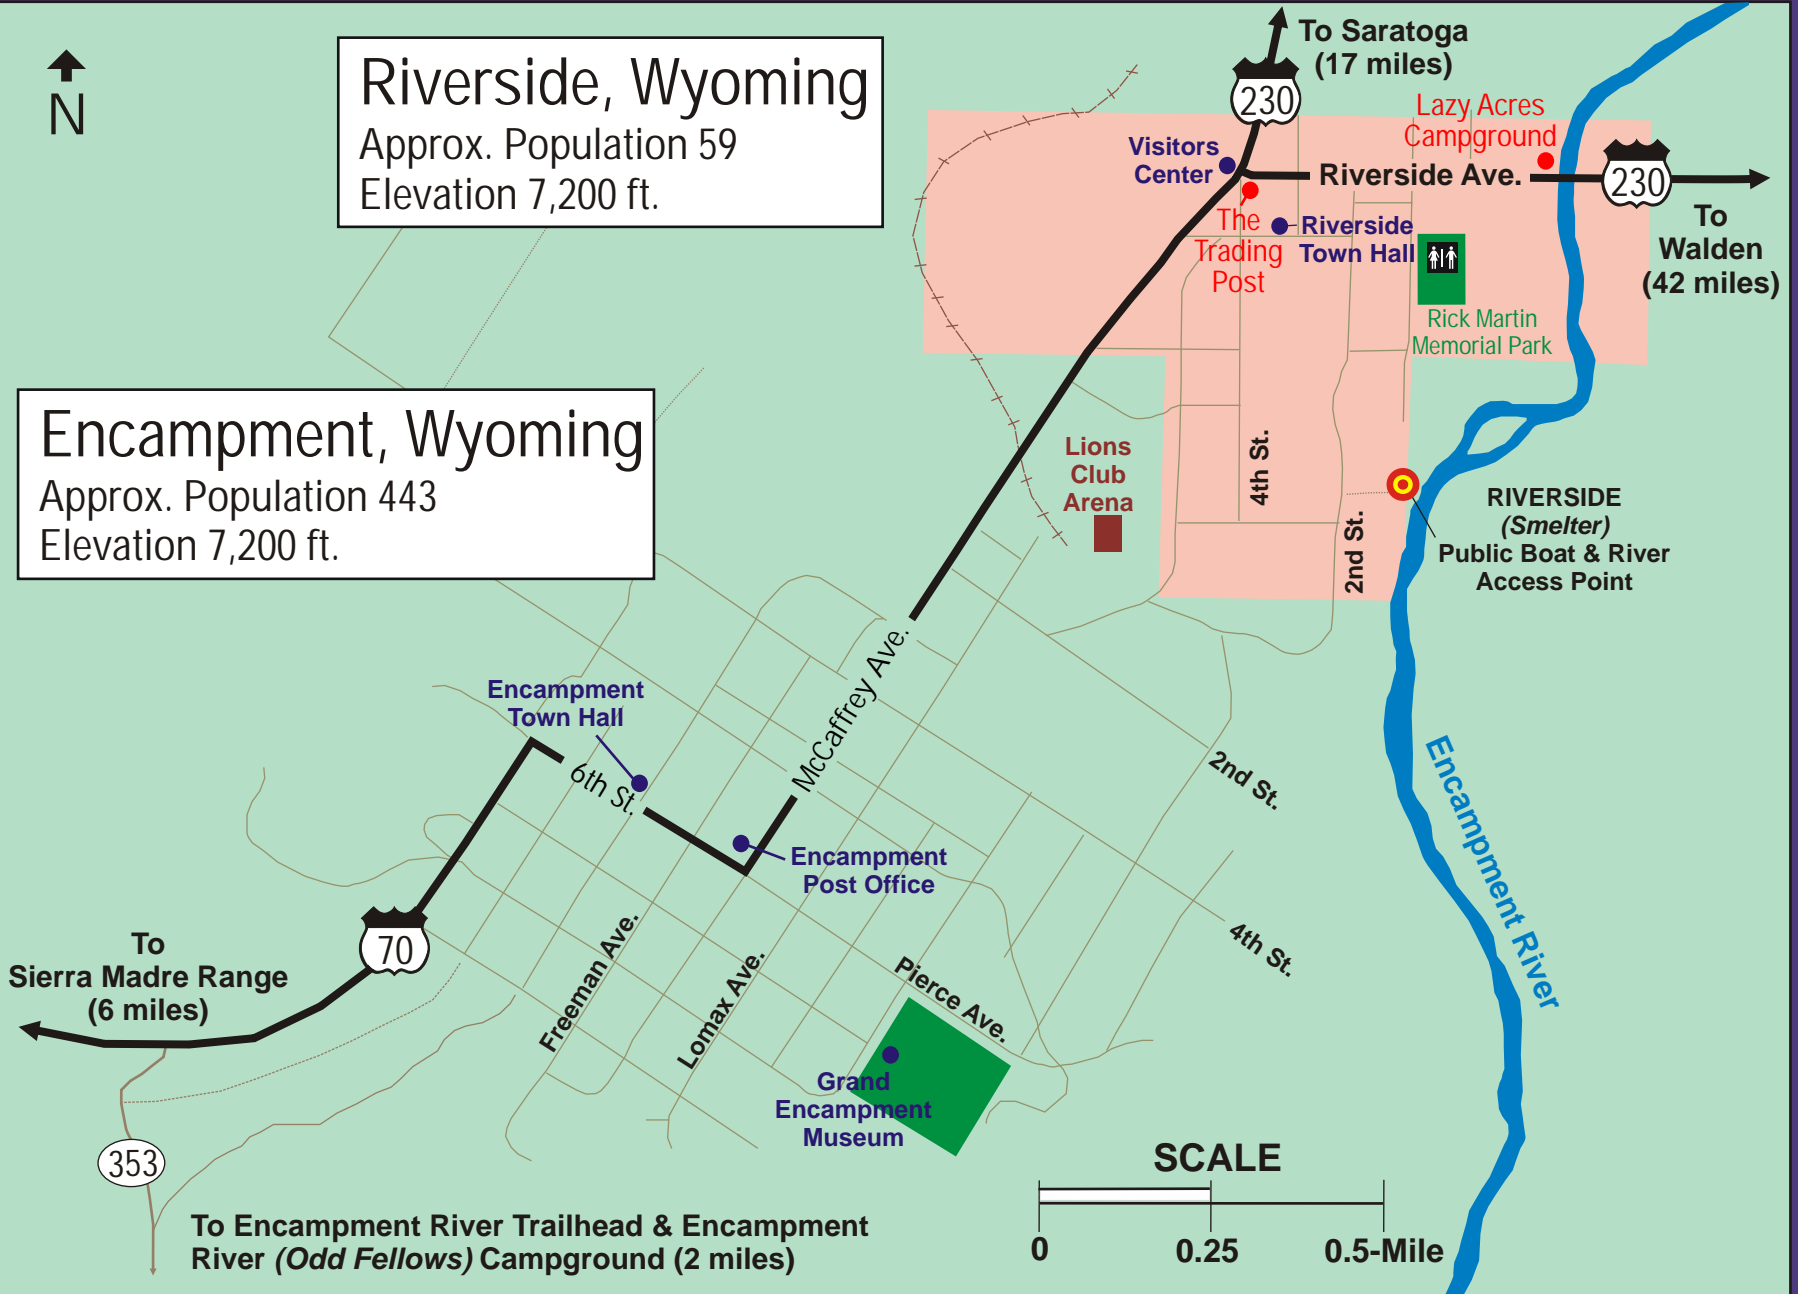 N
Riverside, Wyoming
Approx. Population 59
Elevation 7,200 ft.
To Saratoga
(17 miles)
230
Lazy Acres
Campground
Visitors
Center
Riverside Ave.
230
To
Walden
(42 miles)
The
Trading
Post
Riverside
Town Hall
Rick Martin
Memorial Park
Encampment, Wyoming
Approx. Population 443
Elevation 7,200 ft.
Lions
Club
Arena
4th St.
2nd St.
RIVERSIDE
(Smelter)
Public Boat & River
Access Point
McCaffrey Ave.
Encampment
Town Hall
6th St.
2nd St.
Encampment
Post Office
Encampment River
70
To
Sierra Madre Range
(6 miles)
Freeman Ave.
Lomax Ave.
Pierce Ave.
4th St.
Grand
Encampment
Museum
353
To Encampment River Trailhead & Encampment
River (Odd Fellows) Campground (2 miles)
SCALE
0
0.25
0.5-Mile